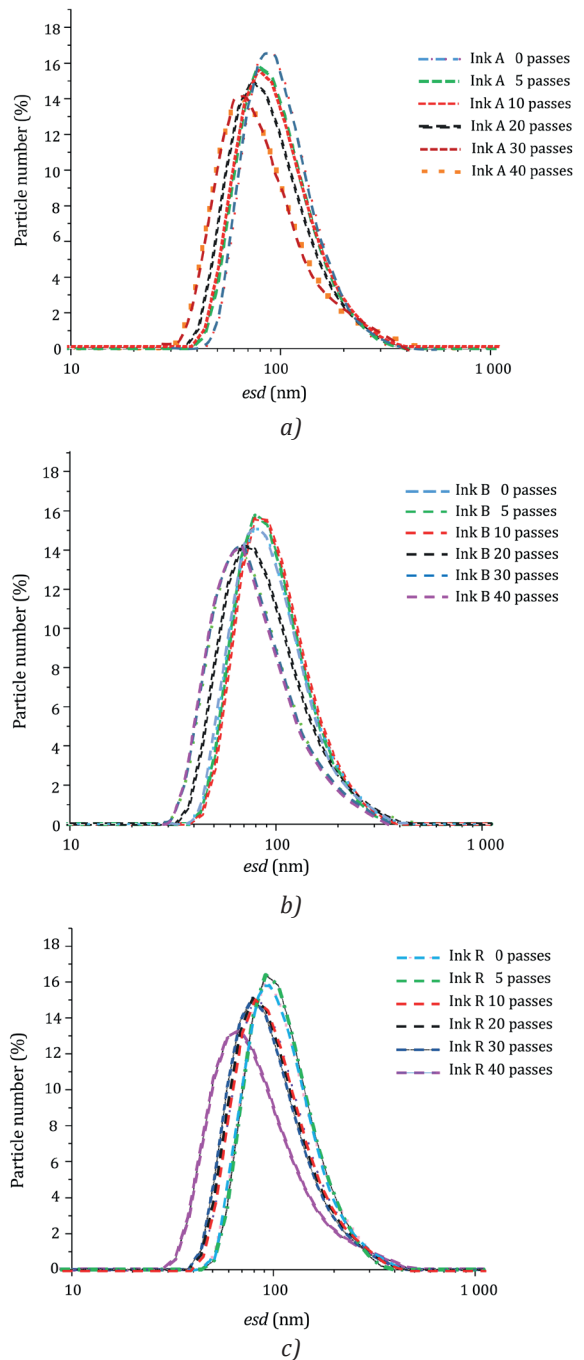 18
16
14
12
10
8
6
4
2
0
Particle number (%)
Ink A 0 passes
Ink A 5 passes
Ink A 10 passes
Ink A 20 passes
Ink A 30 passes
Ink A 40 passes
10 100 1 000
esd (nm)
a)
18
16
14
12
10
8
6
4
2
0
Particle number (%)
Ink B 0 passes
Ink B 5 passes
Ink B 10 passes
Ink B 20 passes
Ink B 30 passes
Ink B 40 passes
10 100 1 000
esd (nm)
b)
18
16
14
12
10
8
6
4
2
0
Particle number (%)
Ink R 0 passes
Ink R 5 passes
Ink R 10 passes
Ink R 20 passes
Ink R 30 passes
Ink R 40 passes
10 100 1 000
esd (nm)
c)